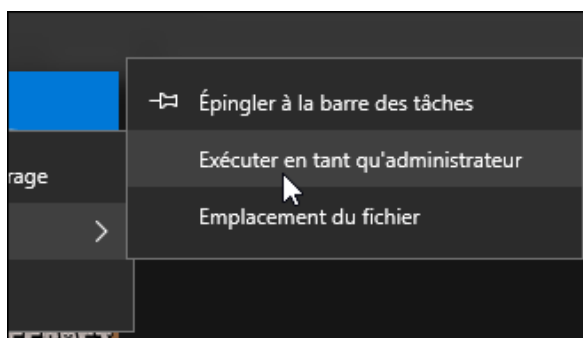 Épingler à la barre des tâches
Exécuter en tant qu'administrateur
rage
Emplacement du fichier